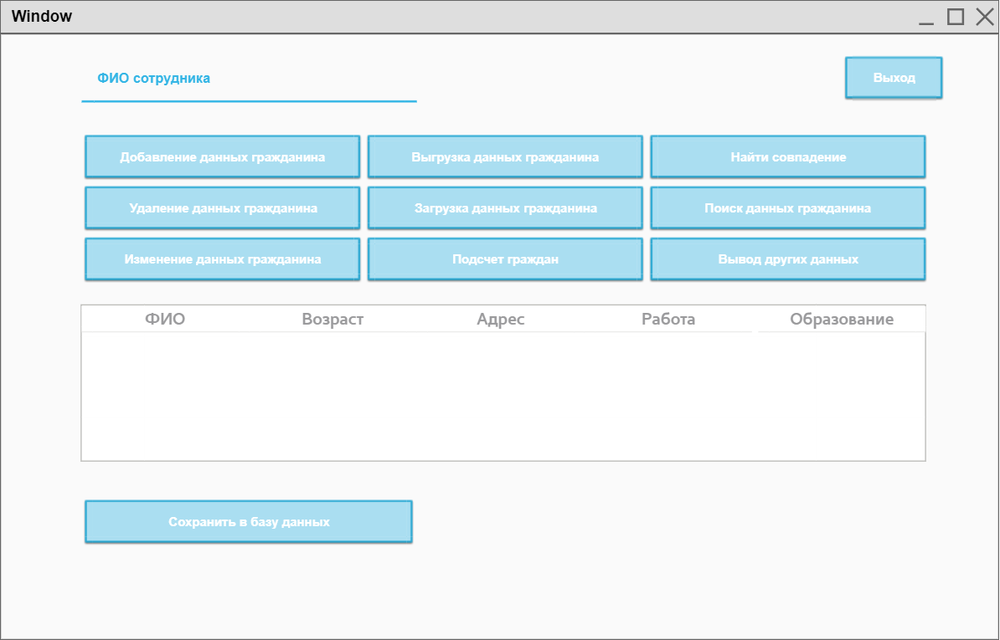 Window
ФИО сотрудника
Выход
Добавление данных гражданина
Выгрузка данных гражданина
Найти совпадение
Удаление данных гражданина
Загрузка данных гражданина
Поиск данных гражданина
Изменение данных гражданина
Подсчет граждан
Вывод других данных
ФИО Возраст Адрес Работа Образование
Сохранить в базу данных